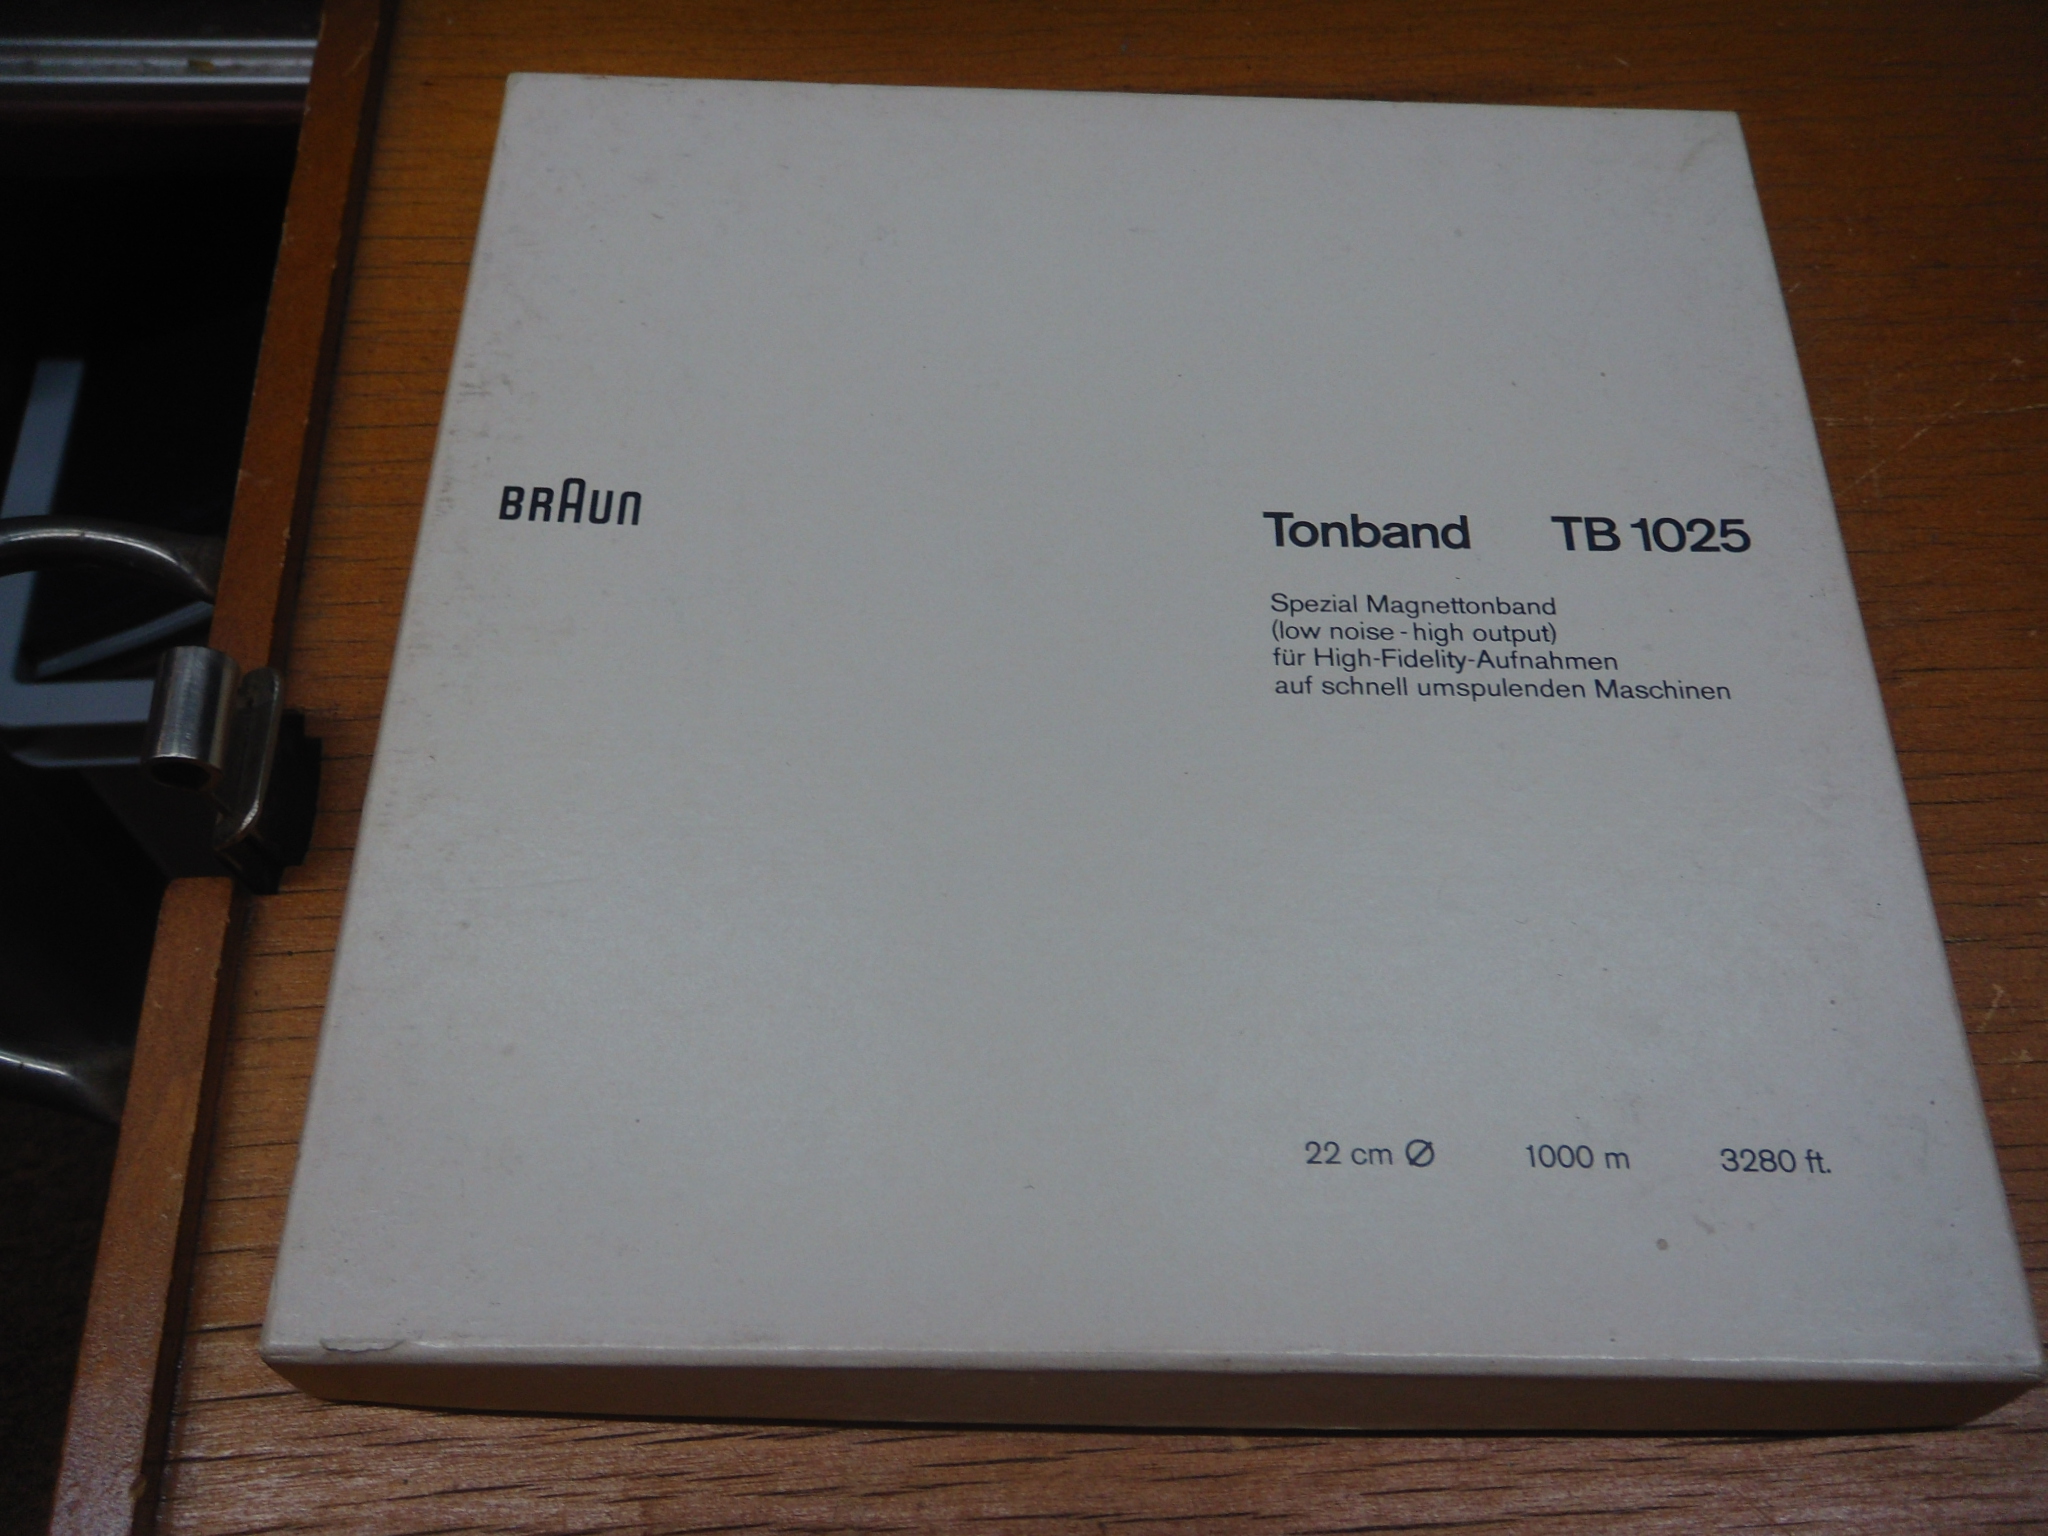 BRAUN
Tonband TB 1025
Spezial Magnettonband
(low noise - high output)
für High-Fidelity-Aufnahmen
auf schnell umspulenden Maschinen
22 cm Ø 1000 m 3280 ft.